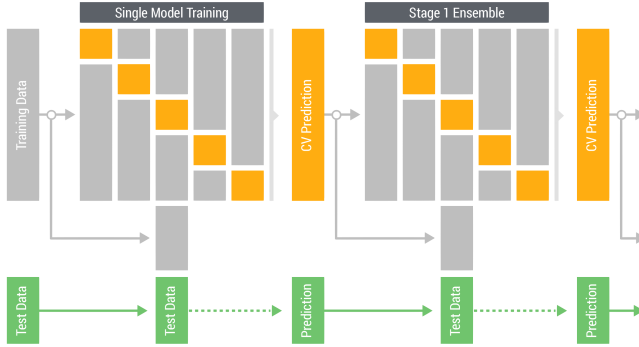 Single Model Training
Stage 1 Ensemble
Training Data
CV Prediction
CV Prediction
Test Data
Test Data
Prediction
Test Data
Prediction